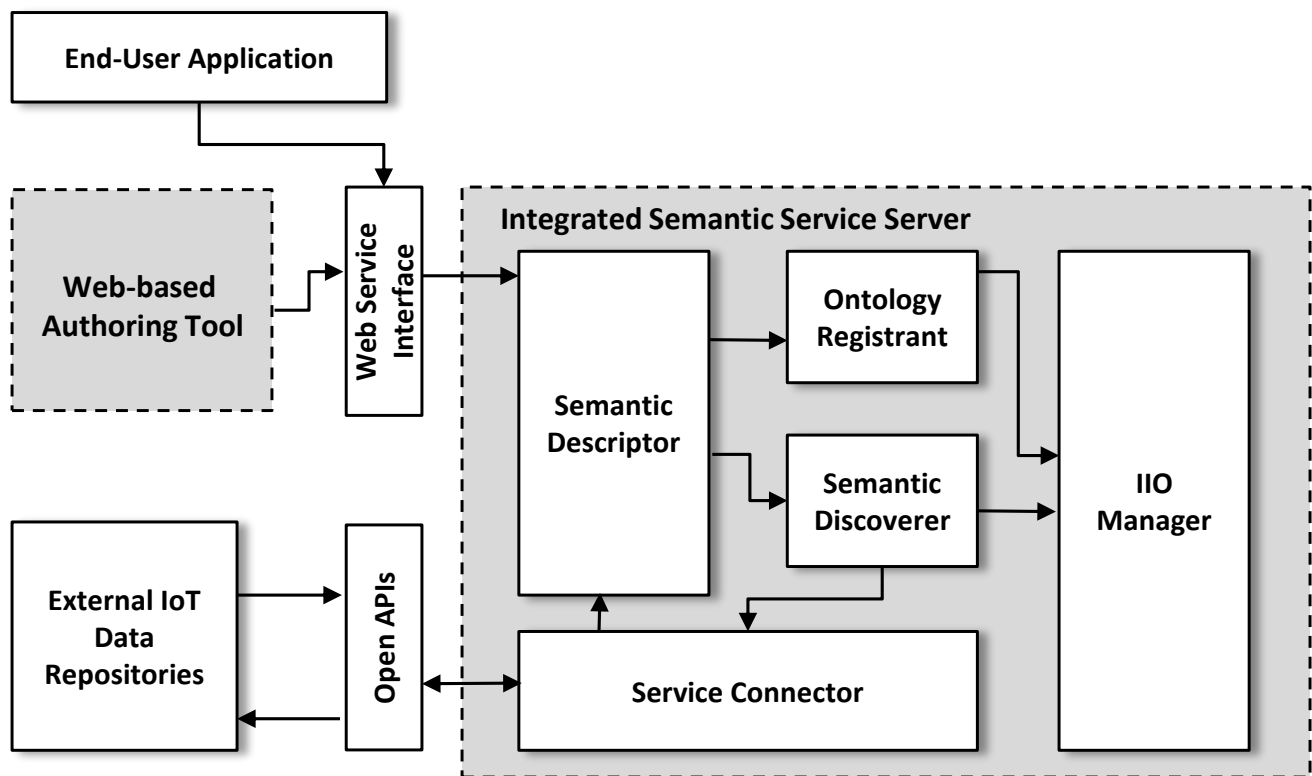 End-User Application
Web-based
Authoring Tool
Web Service
Interface
Integrated Semantic Service Server
Semantic
Descriptor
Ontology
Registrant
Semantic
Discoverer
IIO
Manager
External IoT
Data
Repositories
Open APIs
Service Connector